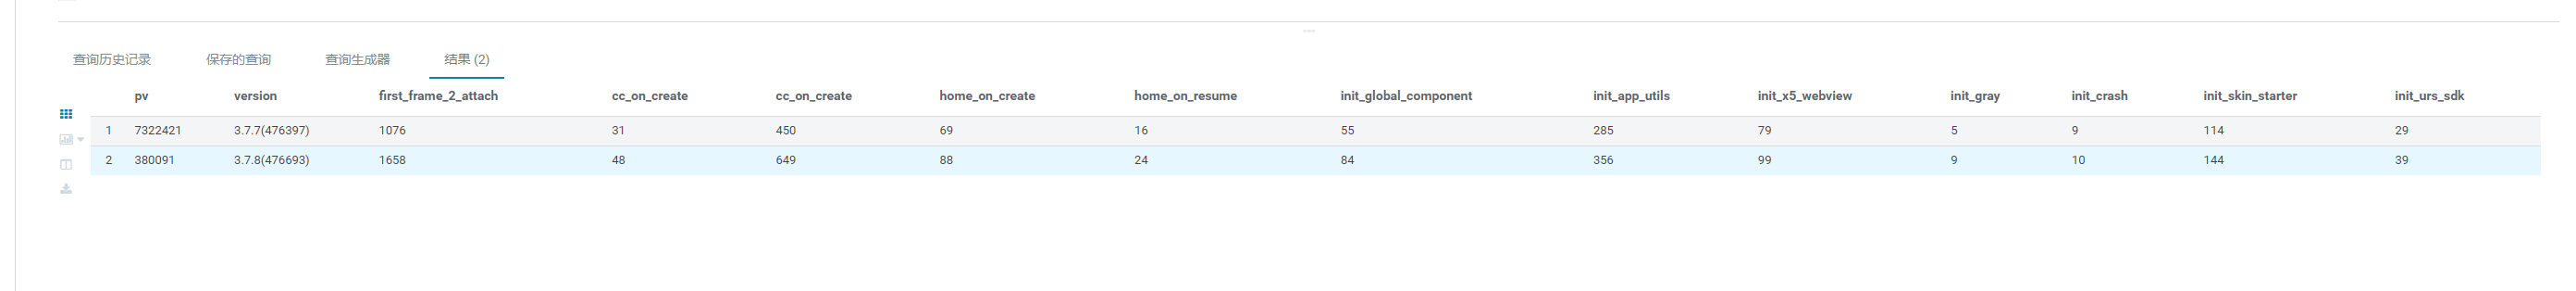 查询历史记录 保存的查询 查询生成器 结果 (2)
pv version first_frame_2_attach cc_on_create cc_on_create home_on_create home_on_resume init_global_component init_app_utils init_x5_webview init_gray init_crash init_skin_starter init_urs_sdk
1 7322421 3.7.7(476397) 1076 31 450 69 16 55 285 79 5 9 114 29
2 380091 3.7.8(476693) 1658 48 649 88 24 84 356 99 9 10 144 39